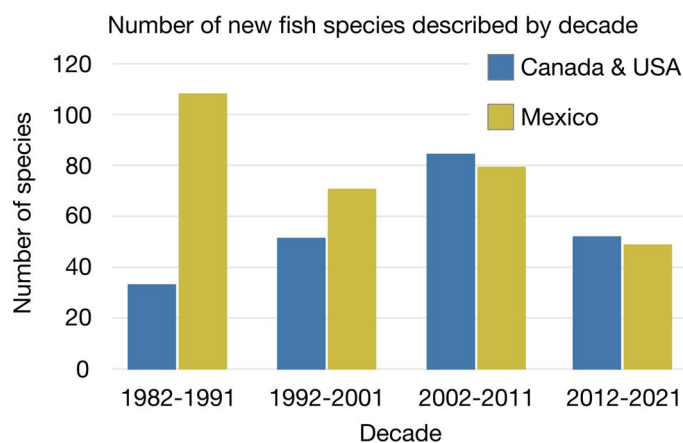 Number of new fish species described by decade
Canada & USA
Mexico
Number of species
120
100
80
60
40
20
0
1982-1991 1992-2001 2002-2011 2012-2021
Decade